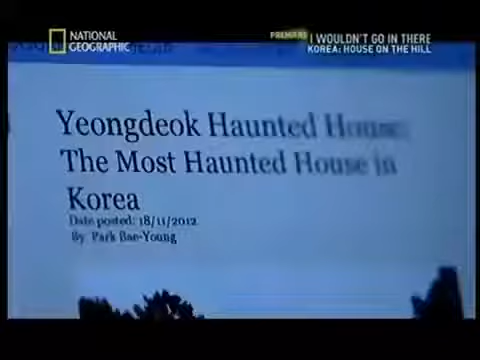 NATIONAL
GEOGRAPHIC
PREMIERE
I WOULDN'T GO IN THERE
KOREA: HOUSE ON THE HILL
Yeongdeok Haunted House:
The Most Haunted House in
Korea
Date posted: 18/11/2012
By Park Bae-Young